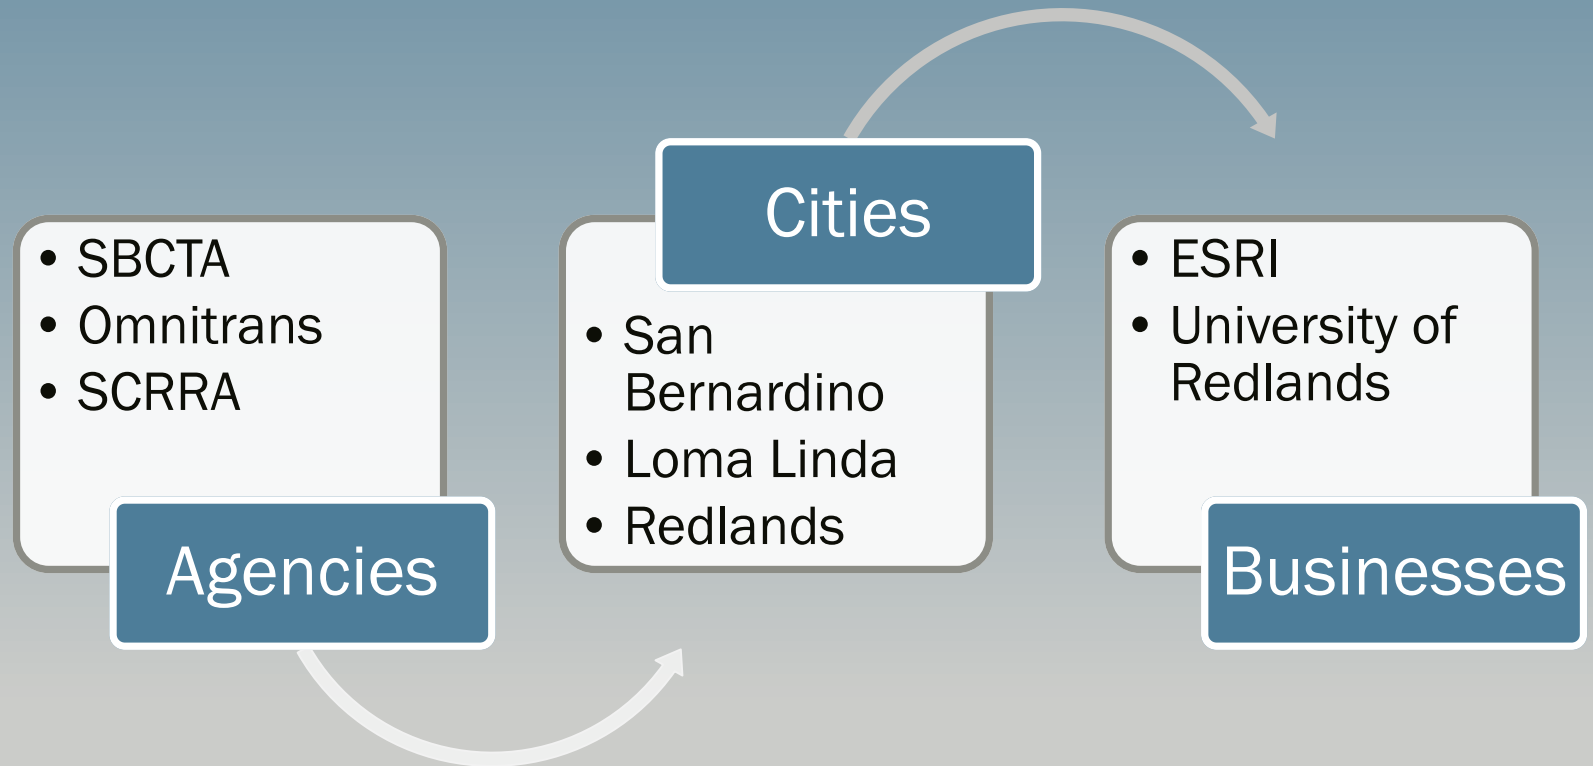 • SBCTA
• Omnitrans
• SCRRA
Agencies
Cities
• San
Bernardino
• Loma Linda
• Redlands
• ESRI
• University of
Redlands
Businesses